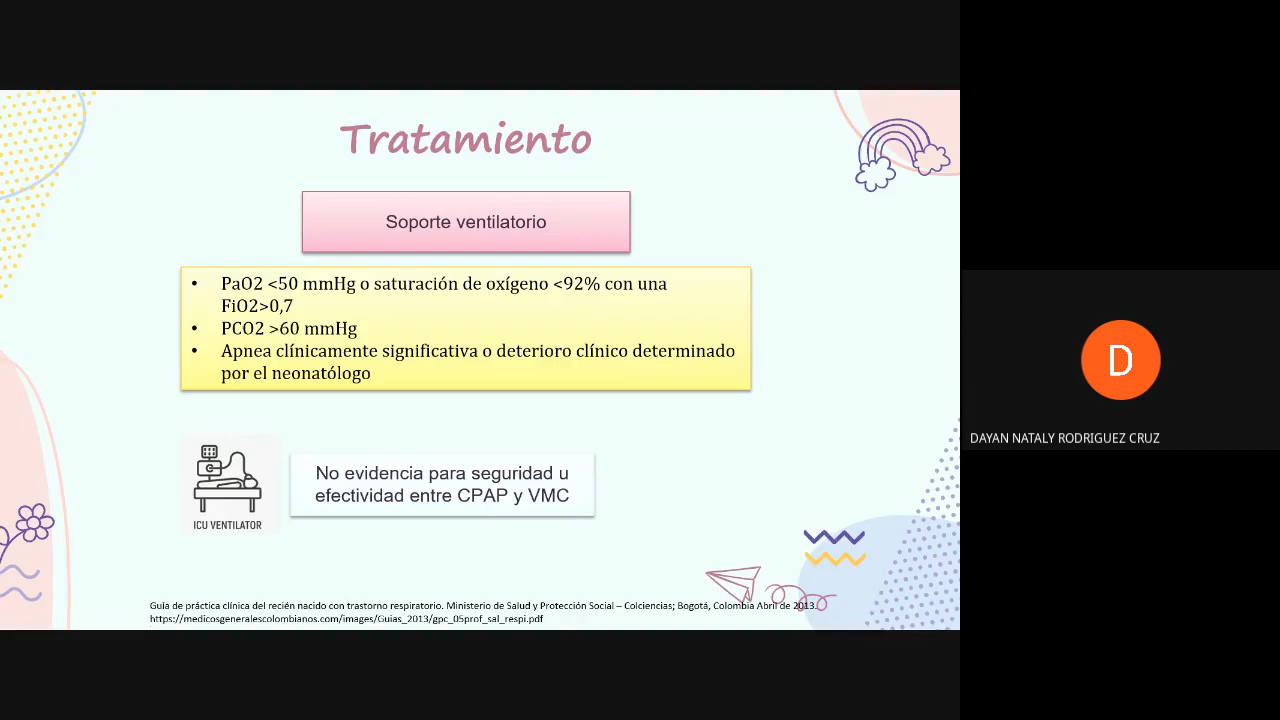 Tratamiento
Soporte ventilatorio
• PaO2 <50 mmHg o saturación de oxígeno <92% con una
FiO2>0,7
• PCO2 >60 mmHg
• Apnea clínicamente significativa o deterioro clínico determinado
por el neonatólogo
No evidencia para seguridad u
efectividad entre CPAP y VMC
ICU VENTILATOR
Guía de práctica clínica del recién nacido con trastorno respiratorio. Ministerio de Salud y Protección Social – Colciencias; Bogotá, Colombia Abril de 2013.
https://medicosgeneralescolombianos.com/images/Guias_2013/gpc_05prof_sal_respi.pdf
D
DAYAN NATALY RODRIGUEZ CRUZ